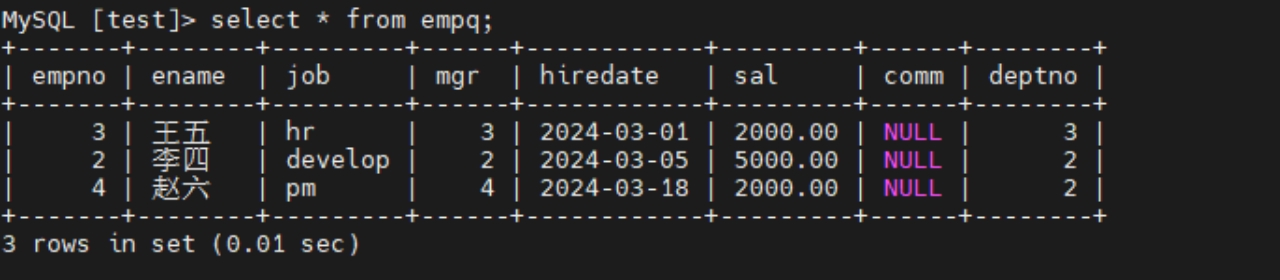 MySQL [test]> select * from empq;
+-------+--------+---------+------+------------+---------+------+--------+
| empno | ename  | job     | mgr  | hiredate   | sal     | comm | deptno |
+-------+--------+---------+------+------------+---------+------+--------+
|     3 | 王五   | hr      |    3 | 2024-03-01 | 2000.00 | NULL |      3 |
|     2 | 李四   | develop |    2 | 2024-03-05 | 5000.00 | NULL |      2 |
|     4 | 赵六   | pm      |    4 | 2024-03-18 | 2000.00 | NULL |      2 |
+-------+--------+---------+------+------------+---------+------+--------+
3 rows in set (0.01 sec)